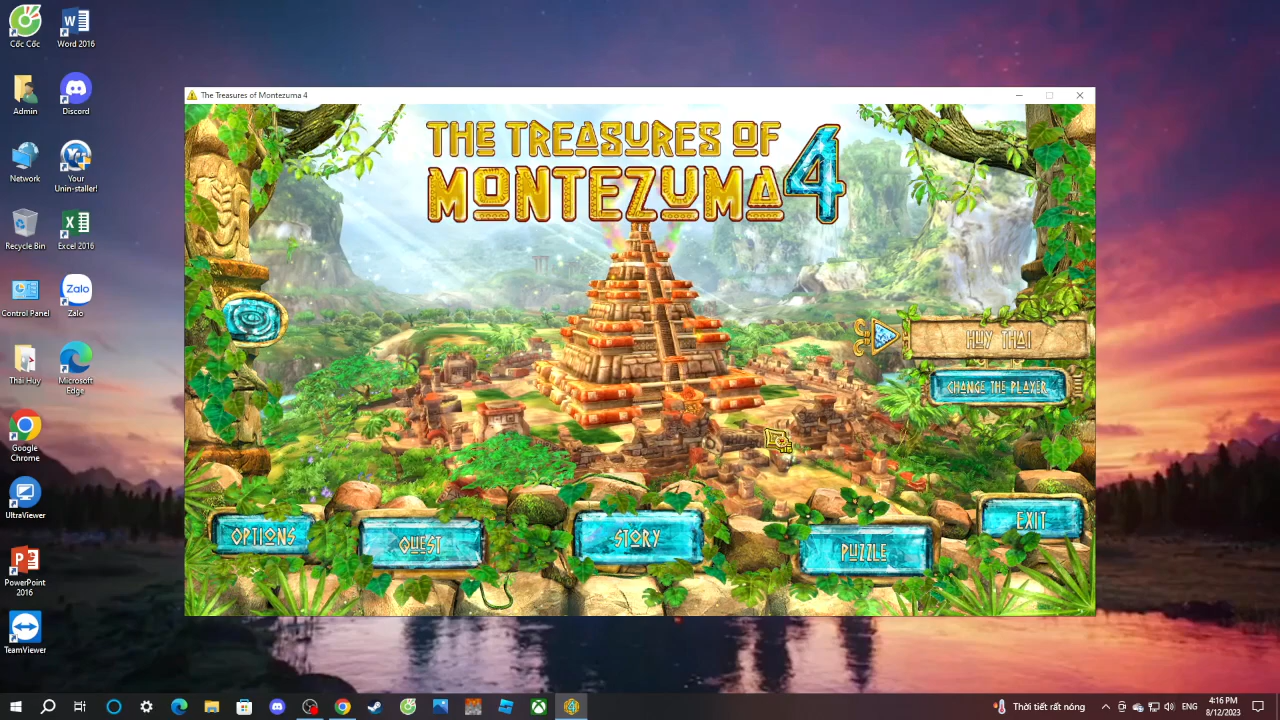 Cốc Cốc
Word 2016
Admin
Discord
Network
Your
Unin-staller!
Recycle Bin
Excel 2016
Control Panel
Zalo
Zalo
Thái Huy
Microsoft
Edge
Google
Chrome
UltraViewer
PowerPoint
2016
TeamViewer
The Treasures of Montezuma 4
THE TREASURES OF
MONTEZUMA 4
HUY THAI
CHANGE THE PLAYER
OPTIONS
QUEST
STORY
PUZZLE
EXIT
Thời tiết rất nóng
ENG
4:16 PM
8/12/2023